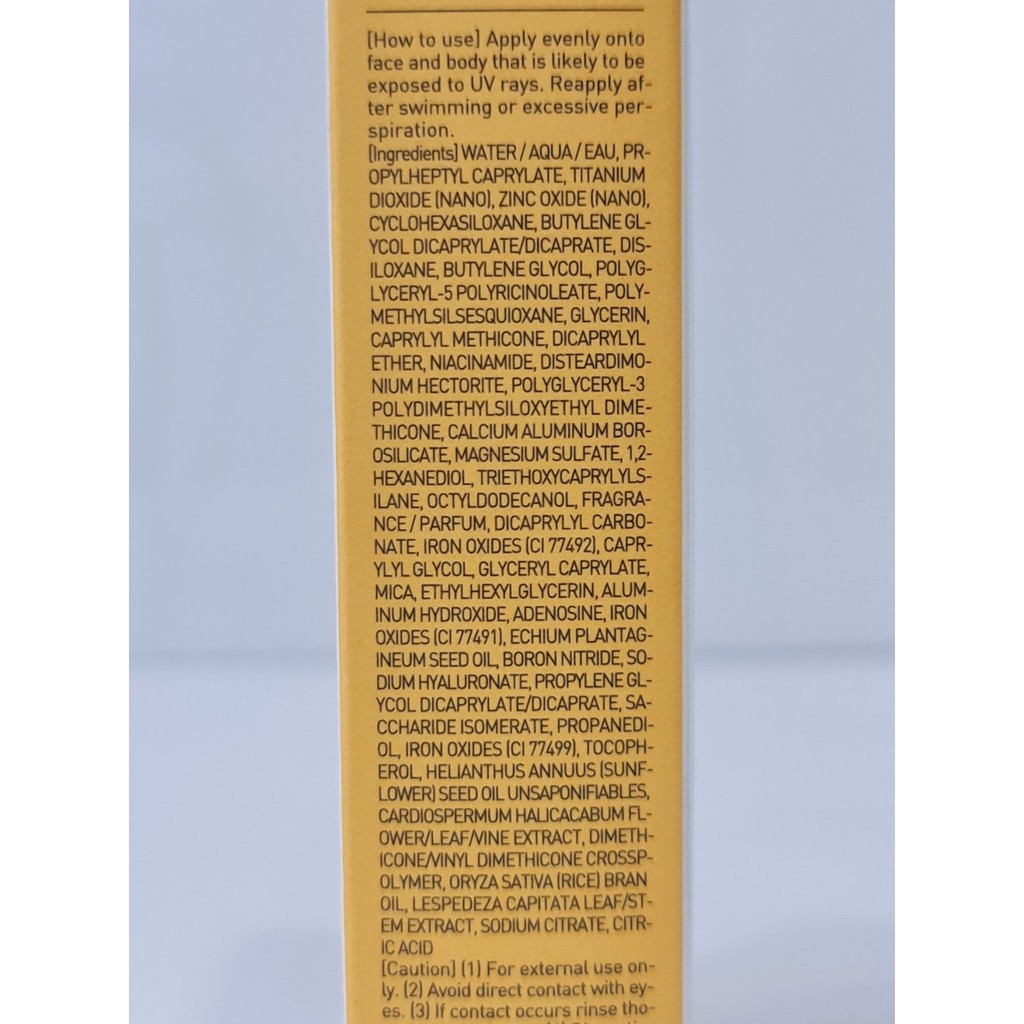 [How to use] Apply evenly onto
face and body that is likely to be
exposed to UV rays. Reapply af-
ter swimming or excessive per-
spiration.
[Ingredients] WATER / AQUA / EAU, PR-
OPYLHEPTYL CAPRYLATE, TITANIUM
DIOXIDE (NANO), ZINC OXIDE (NANO),
CYCLOHEXASILOXANE, BUTYLENE GL-
YCOL DICAPRYLATE/DICAPRATE, DIS-
ILOXANE, BUTYLENE GLYCOL, POLYG-
LYCERYL-5 POLYRICINOLEATE, POLY-
METHYLSILSESQUIOXANE, GLYCERIN,
CAPRYLYL METHICONE, DICAPRYLYL
ETHER, NIACINAMIDE, DISTEARDIMO-
NIUM HECTORITE, POLYGLYCERYL-3
POLYDIMETHYLSILOXYETHYL DIME-
THICONE, CALCIUM ALUMINUM BOR-
OSILICATE, MAGNESIUM SULFATE, 1,2-
HEXANEDIOL, TRIETHOXYCAPRYLYLS-
ILANE, OCTYLDODECANOL, FRAGRA-
NCE / PARFUM, DICAPRYLYL CARBO-
NATE, IRON OXIDES (CI 77492), CAPR-
YLYL GLYCOL, GLYCERYL CAPRYLATE,
MICA, ETHYLHEXYLGLYCERIN, ALUM-
INUM HYDROXIDE, ADENOSINE, IRON
OXIDES (CI 77491), ECHIUM PLANTAG-
INEUM SEED OIL, BORON NITRIDE, SO-
DIUM HYALURONATE, PROPYLENE GL-
YCOL DICAPRYLATE/DICAPRATE, SA-
CCHARIDE ISOMERATE, PROPANEDI-
OL, IRON OXIDES (CI 77499), TOCOPH-
EROL, HELIANTHUS ANNUUS (SUNF-
LOWER) SEED OIL UNSAPONIFIABLES,
CARDIOSPERMUM HALICACABUM FL-
OWER/LEAF/VINE EXTRACT, DIMETH-
ICONE/VINYL DIMETHICONE CROSSP-
OLYMER, ORYZA SATIVA (RICE) BRAN
OIL, LESPEDEZA CAPITATA LEAF/ST-
EM EXTRACT, SODIUM CITRATE, CITR-
IC ACID
[Caution] (1) For external use on-
ly. (2) Avoid direct contact with ey-
es. (3) If contact occurs rinse tho-